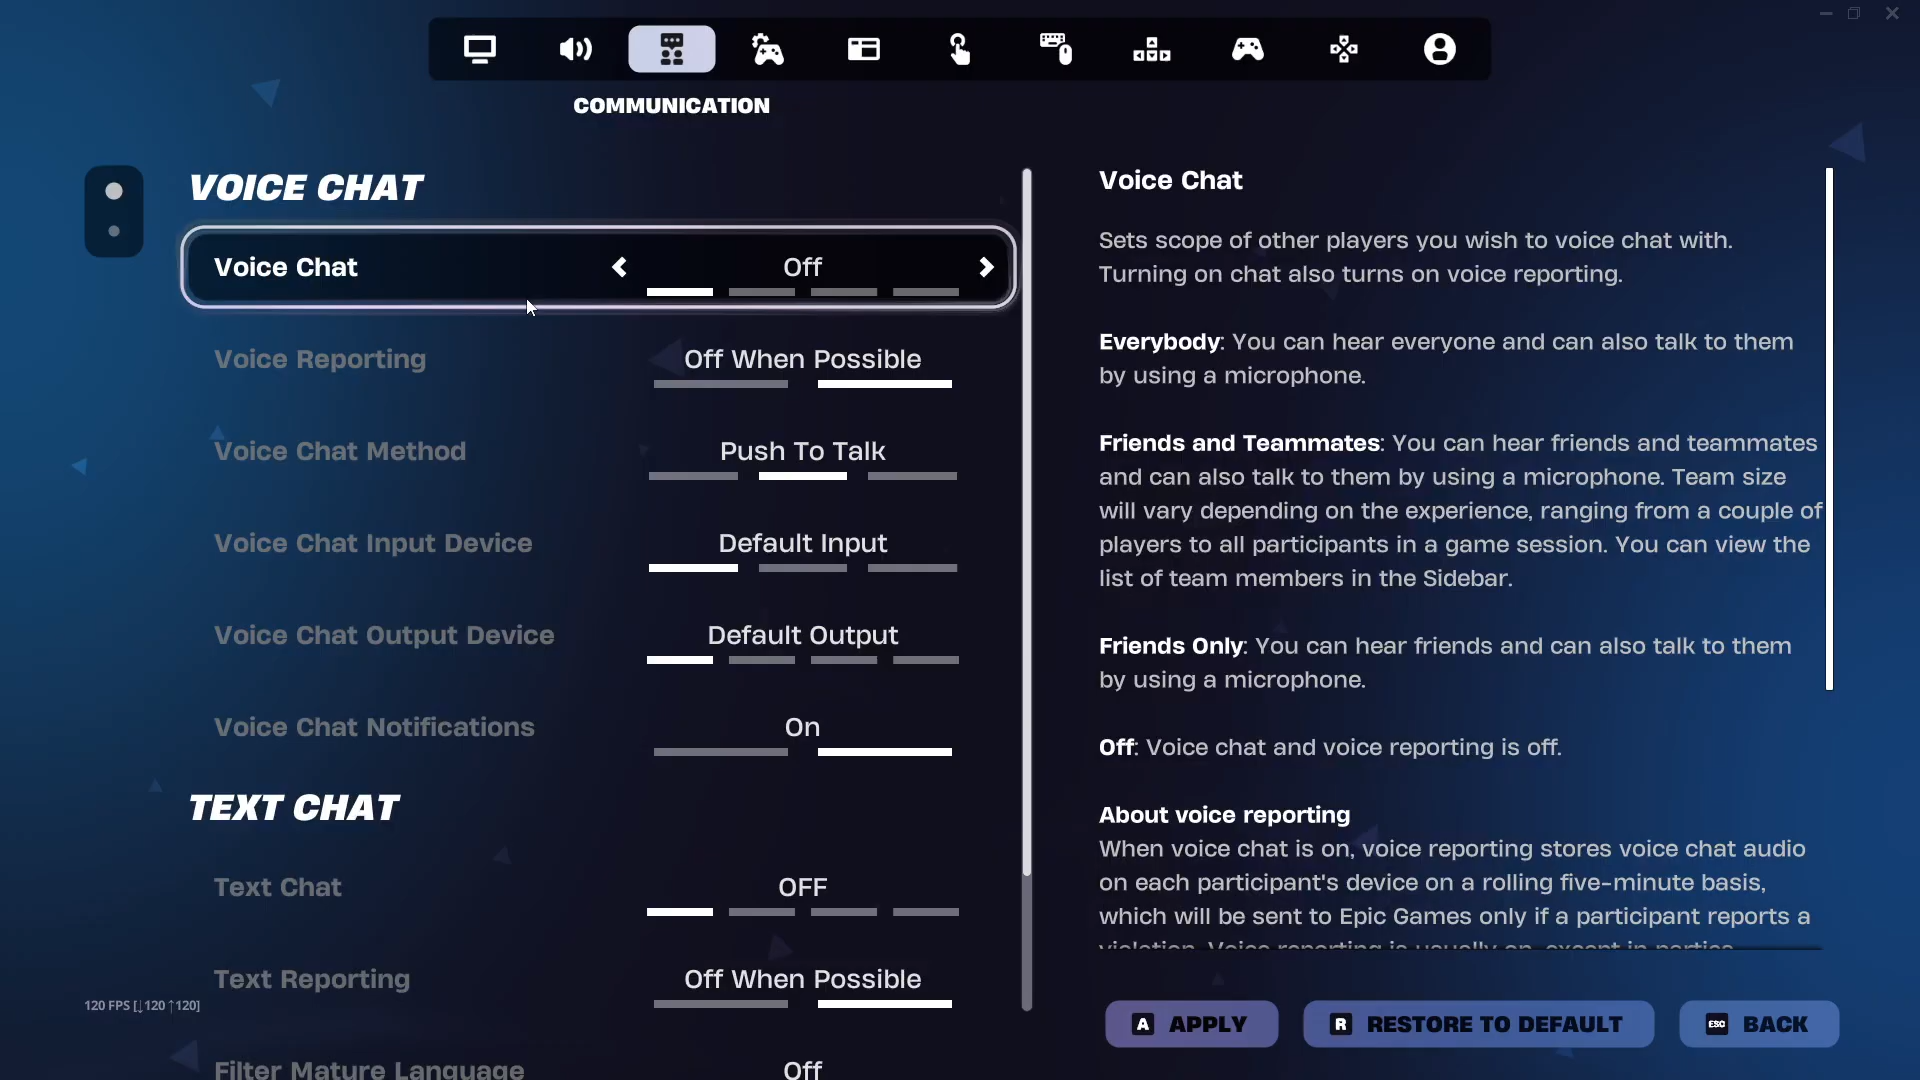 COMMUNICATION
VOICE CHAT
Voice Chat
Off
Voice Reporting
Off When Possible
Voice Chat Method
Push To Talk
Voice Chat Input Device
Default Input
Voice Chat Output Device
Default Output
Voice Chat Notifications
On
TEXT CHAT
Text Chat
OFF
Text Reporting
Off When Possible
Filter Mature Language
Off
120 FPS [↓120 ↑120]
Voice Chat
Sets scope of other players you wish to voice chat with.
Turning on chat also turns on voice reporting.
Everybody: You can hear everyone and can also talk to them
by using a microphone.
Friends and Teammates: You can hear friends and teammates
and can also talk to them by using a microphone. Team size
will vary depending on the experience, ranging from a couple of
players to all participants in a game session. You can view the
list of team members in the Sidebar.
Friends Only: You can hear friends and can also talk to them
by using a microphone.
Off: Voice chat and voice reporting is off.
About voice reporting
When voice chat is on, voice reporting stores voice chat audio
on each participant's device on a rolling five-minute basis,
which will be sent to Epic Games only if a participant reports a
violation. Voice reporting is usually on, except in parties
A APPLY
R RESTORE TO DEFAULT
ESC BACK